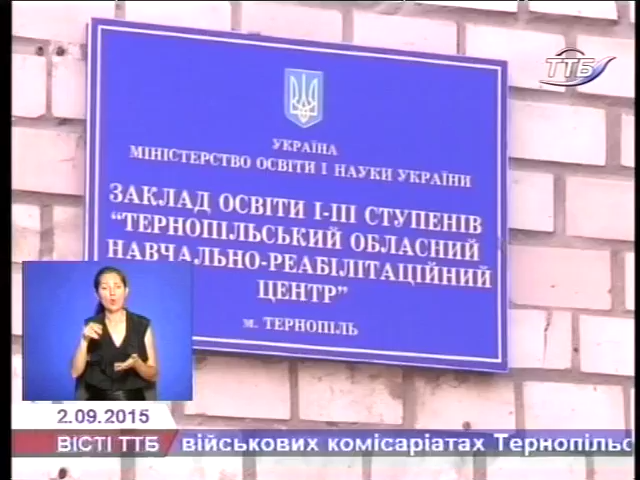 ТТБ
УКРАЇНА
МІНІСТЕРСТВО ОСВІТИ І НАУКИ УКРАЇНИ
ЗАКЛАД ОСВІТИ І-ІІІ СТУПЕНІВ
“ТЕРНОПІЛЬСЬКИЙ ОБЛАСНИЙ
НАВЧАЛЬНО-РЕАБІЛІТАЦІЙНИЙ
ЦЕНТР”
м. ТЕРНОПІЛЬ
2.09.2015
ВІСТІ ТТБ військових комісаріатах Тернопільс